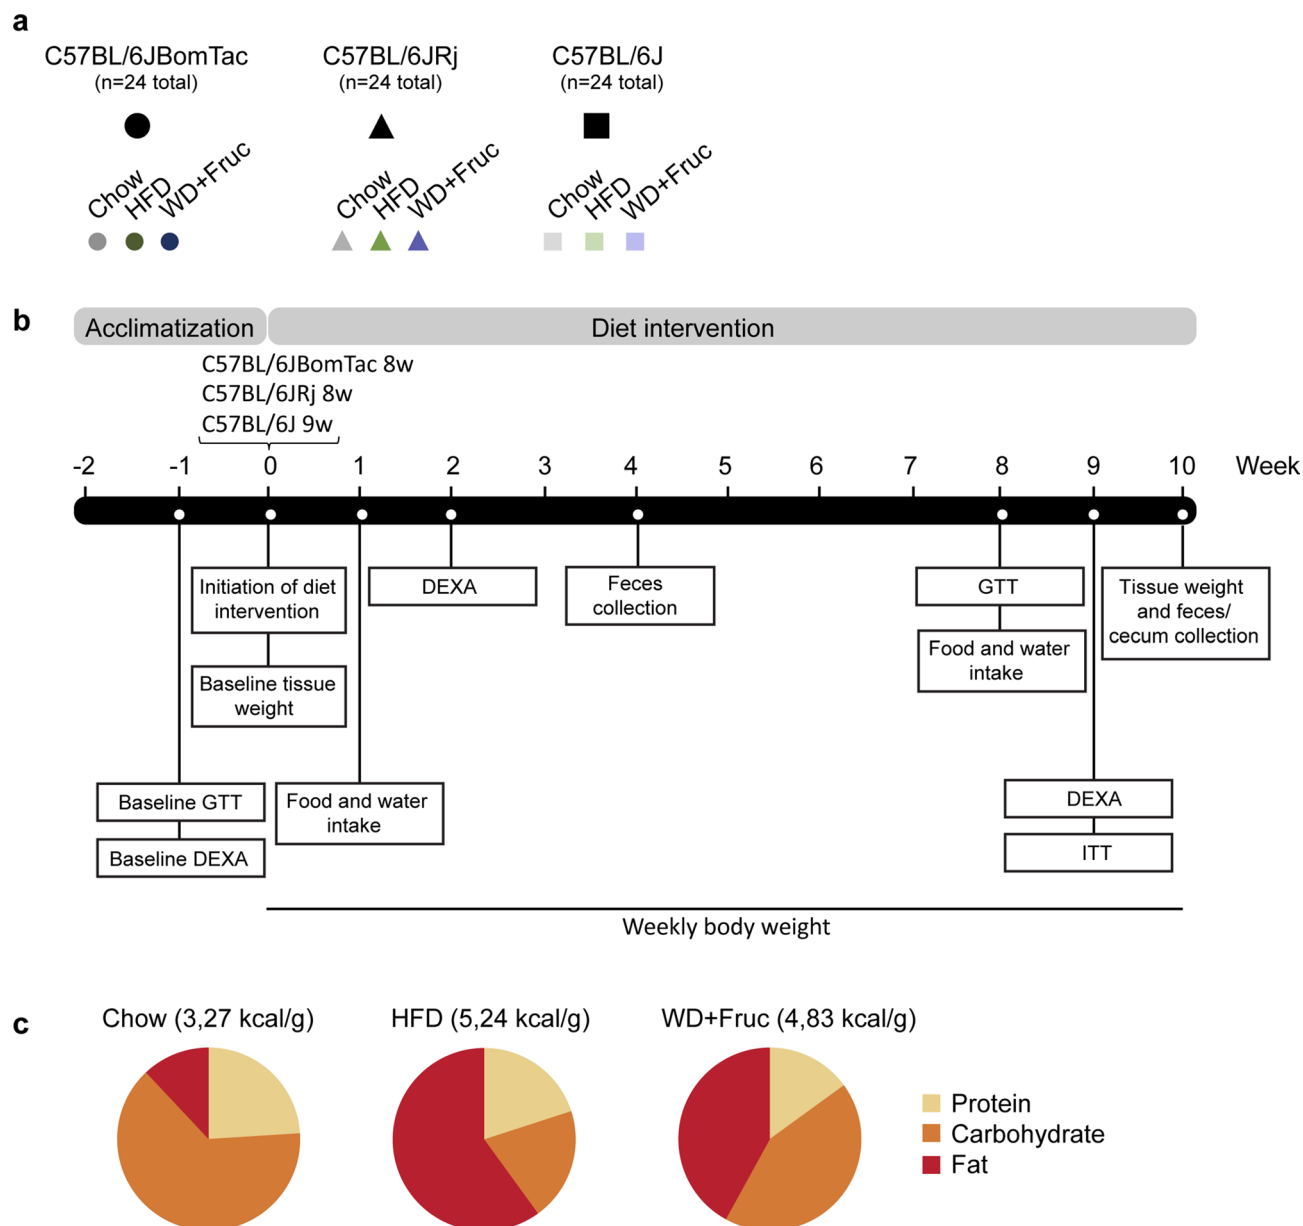 a
C57BL/6JBomTac
(n=24 total)
C57BL/6JRj
(n=24 total)
C57BL/6J
(n=24 total)
Chow
HFD
WD+Fruc
Chow
HFD
WD+Fruc
Chow
HFD
WD+Fruc
b
Acclimatization
Diet intervention
C57BL/6JBomTac 8w
C57BL/6JRj 8w
C57BL/6J 9w
-2 -1 0 1 2 3 4 5 6 7 8 9 10 Week
Initiation of diet
intervention
Baseline tissue
weight
Baseline GTT
Baseline DEXA
Food and water
intake
DEXA
Feces
collection
GTT
Food and water
intake
DEXA
ITT
Tissue weight
and feces/
cecum collection
Weekly body weight
c
Chow (3,27 kcal/g)
HFD (5,24 kcal/g)
WD+Fruc (4,83 kcal/g)
Protein
Carbohydrate
Fat